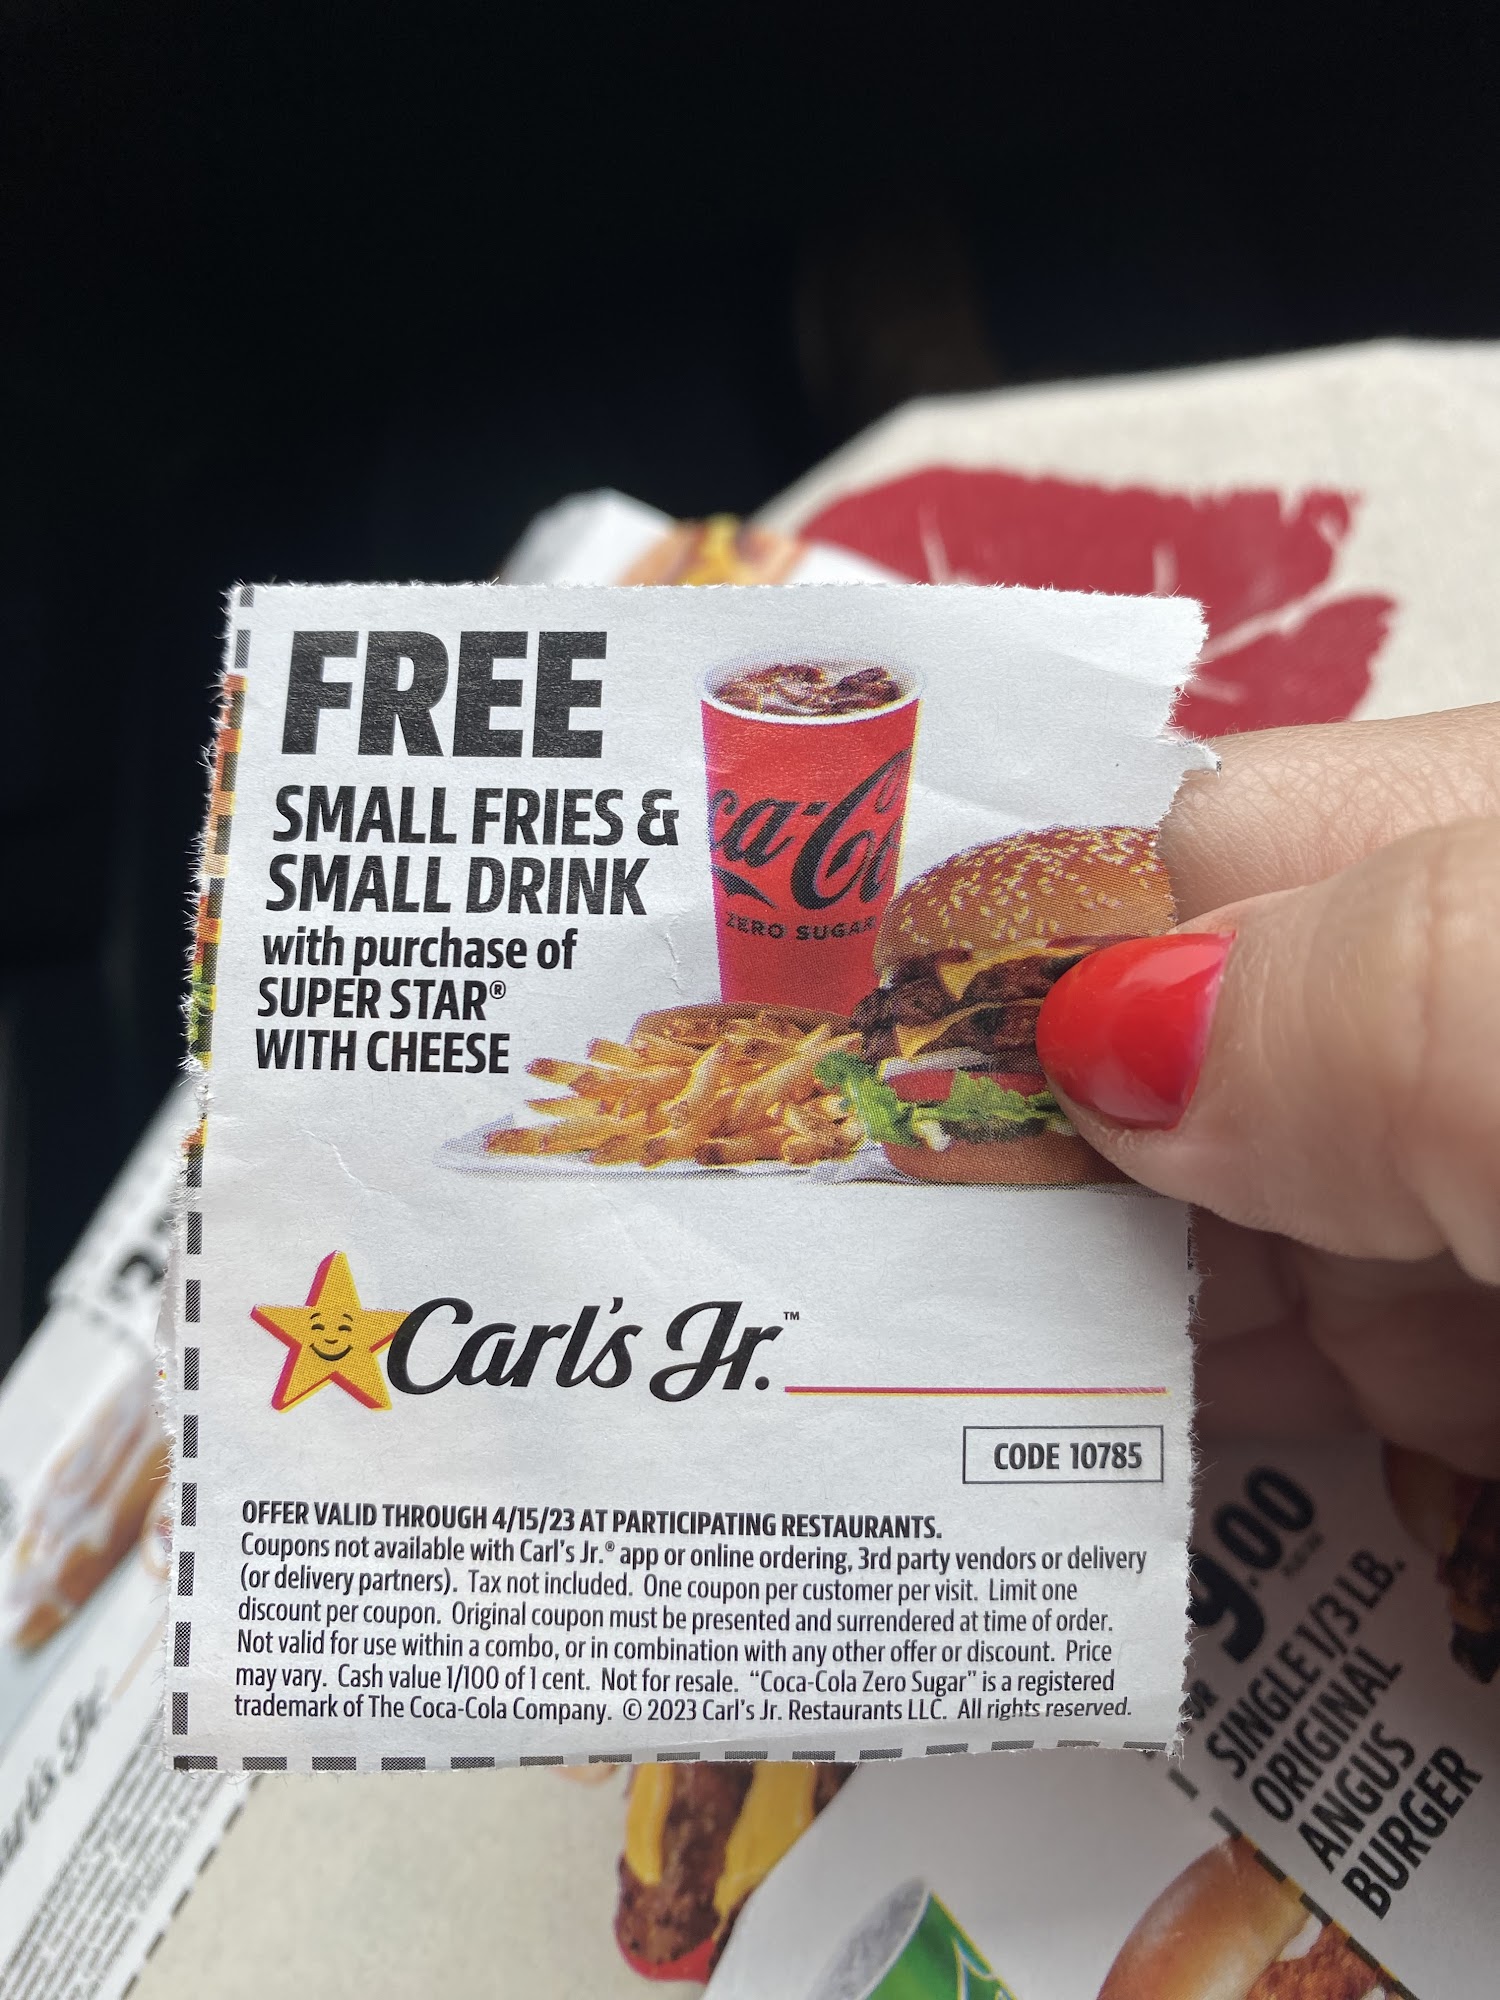 FREE
SMALL FRIES &
SMALL DRINK
with purchase of
SUPER STAR®
WITH CHEESE
ca-Co
ZERO SUGAR
Carl's Jr.™
CODE 10785
OFFER VALID THROUGH 4/15/23 AT PARTICIPATING RESTAURANTS.
Coupons not available with Carl's Jr.® app or online ordering, 3rd party vendors or delivery
(or delivery partners). Tax not included. One coupon per customer per visit. Limit one
discount per coupon. Original coupon must be presented and surrendered at time of order.
Not valid for use within a combo, or in combination with any other offer or discount. Price
may vary. Cash value 1/100 of 1 cent. Not for resale. "Coca-Cola Zero Sugar" is a registered
trademark of The Coca-Cola Company. © 2023 Carl's Jr. Restaurants LLC. All rights reserved.
9.00
SINGLE 1/3 LB.
ORIGINAL
ANGUS
BURGER
arl's Jr.